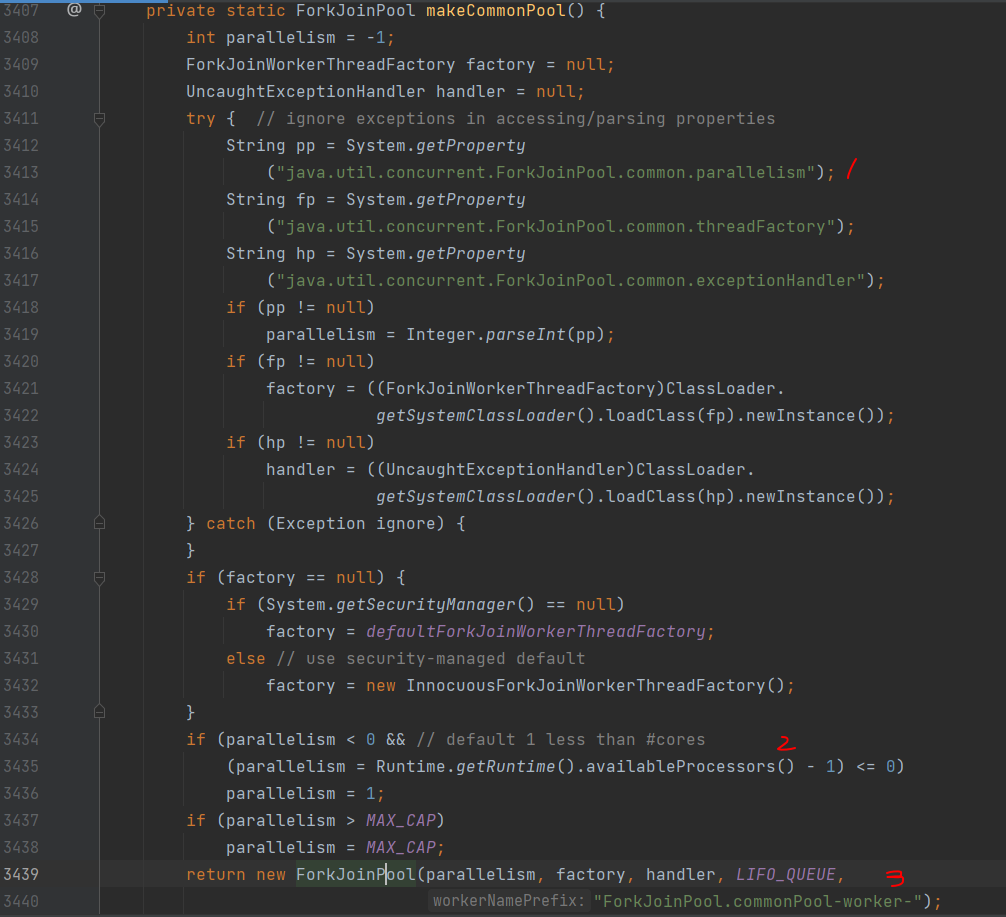 3407 @ private static ForkJoinPool makeCommonPool() {
3408 int parallelism = -1;
3409 ForkJoinWorkerThreadFactory factory = null;
3410 UncaughtExceptionHandler handler = null;
3411 try {  // ignore exceptions in accessing/parsing properties
3412 String pp = System.getProperty
3413 ("java.util.concurrent.ForkJoinPool.common.parallelism"); 1
3414 String fp = System.getProperty
3415 ("java.util.concurrent.ForkJoinPool.common.threadFactory");
3416 String hp = System.getProperty
3417 ("java.util.concurrent.ForkJoinPool.common.exceptionHandler");
3418 if (pp != null)
3419 parallelism = Integer.parseInt(pp);
3420 if (fp != null)
3421 factory = ((ForkJoinWorkerThreadFactory)ClassLoader.
3422 getSystemClassLoader().loadClass(fp).newInstance());
3423 if (hp != null)
3424 handler = ((UncaughtExceptionHandler)ClassLoader.
3425 getSystemClassLoader().loadClass(hp).newInstance());
3426 } catch (Exception ignore) {
3427 }
3428 if (factory == null) {
3429 if (System.getSecurityManager() == null)
3430 factory = defaultForkJoinWorkerThreadFactory;
3431 else // use security-managed default
3432 factory = new InnocuousForkJoinWorkerThreadFactory();
3433 }
3434 if (parallelism < 0 && // default 1 less than #cores 2
3435 (parallelism = Runtime.getRuntime().availableProcessors() - 1) <= 0)
3436 parallelism = 1;
3437 if (parallelism > MAX_CAP)
3438 parallelism = MAX_CAP;
3439 return new ForkJoinPool(parallelism, factory, handler, LIFO_QUEUE, 3
3440 workerNamePrefix: "ForkJoinPool.commonPool-worker-");